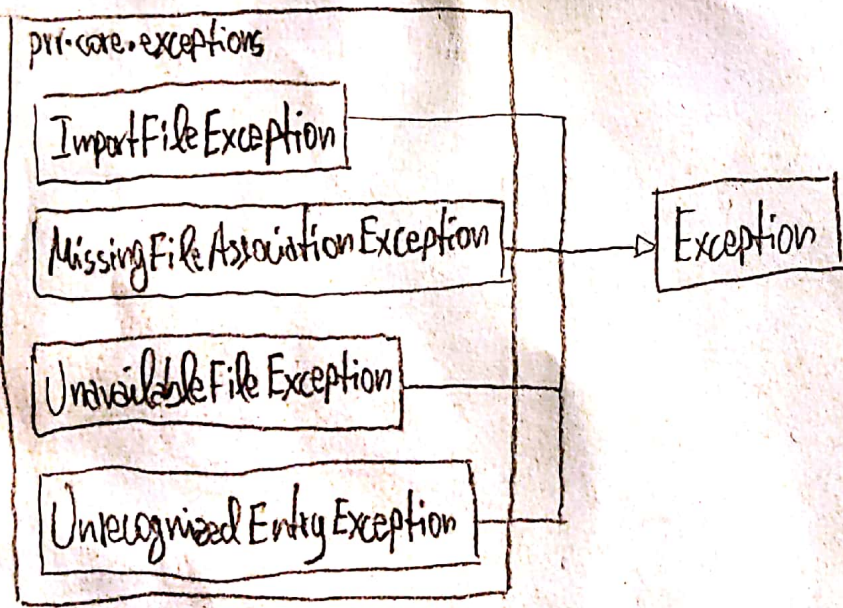 prr.core.exceptions
ImportFileException
MissingFileAssociationException
Exception
UnavailableFileException
UnrecognizedEntryException